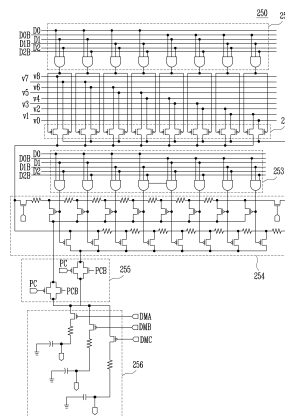 250
D0
D0B
D1
D1B
D2
D2B
v8
v7
v6
v5
v4
v3
v2
v1
v0
D0
D0B
D1
D1B
D2
D2B
253
254
PC
PCB
255
PC
PCB
DMA
DMB
DMC
256